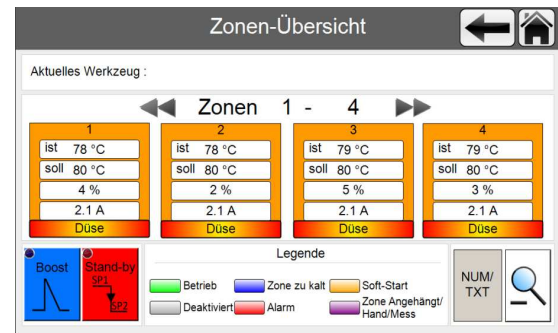 Zonen-Übersicht
Aktuelles Werkzeug :
Zonen 1 - 4
1 2 3 4
ist 78 °C ist 78 °C ist 79 °C ist 79 °C
soll 80 °C soll 80 °C soll 80 °C soll 80 °C
4 % 2 % 5 % 3 %
2.1 A 2.1 A 2.1 A 2.1 A
Düse Düse Düse Düse
Boost
Stand-by
SP1
SP2
Legende
Betrieb Zone zu kalt Soft-Start
Deaktiviert Alarm Zone Angehängt/
Hand/Mess
NUM/
TXT